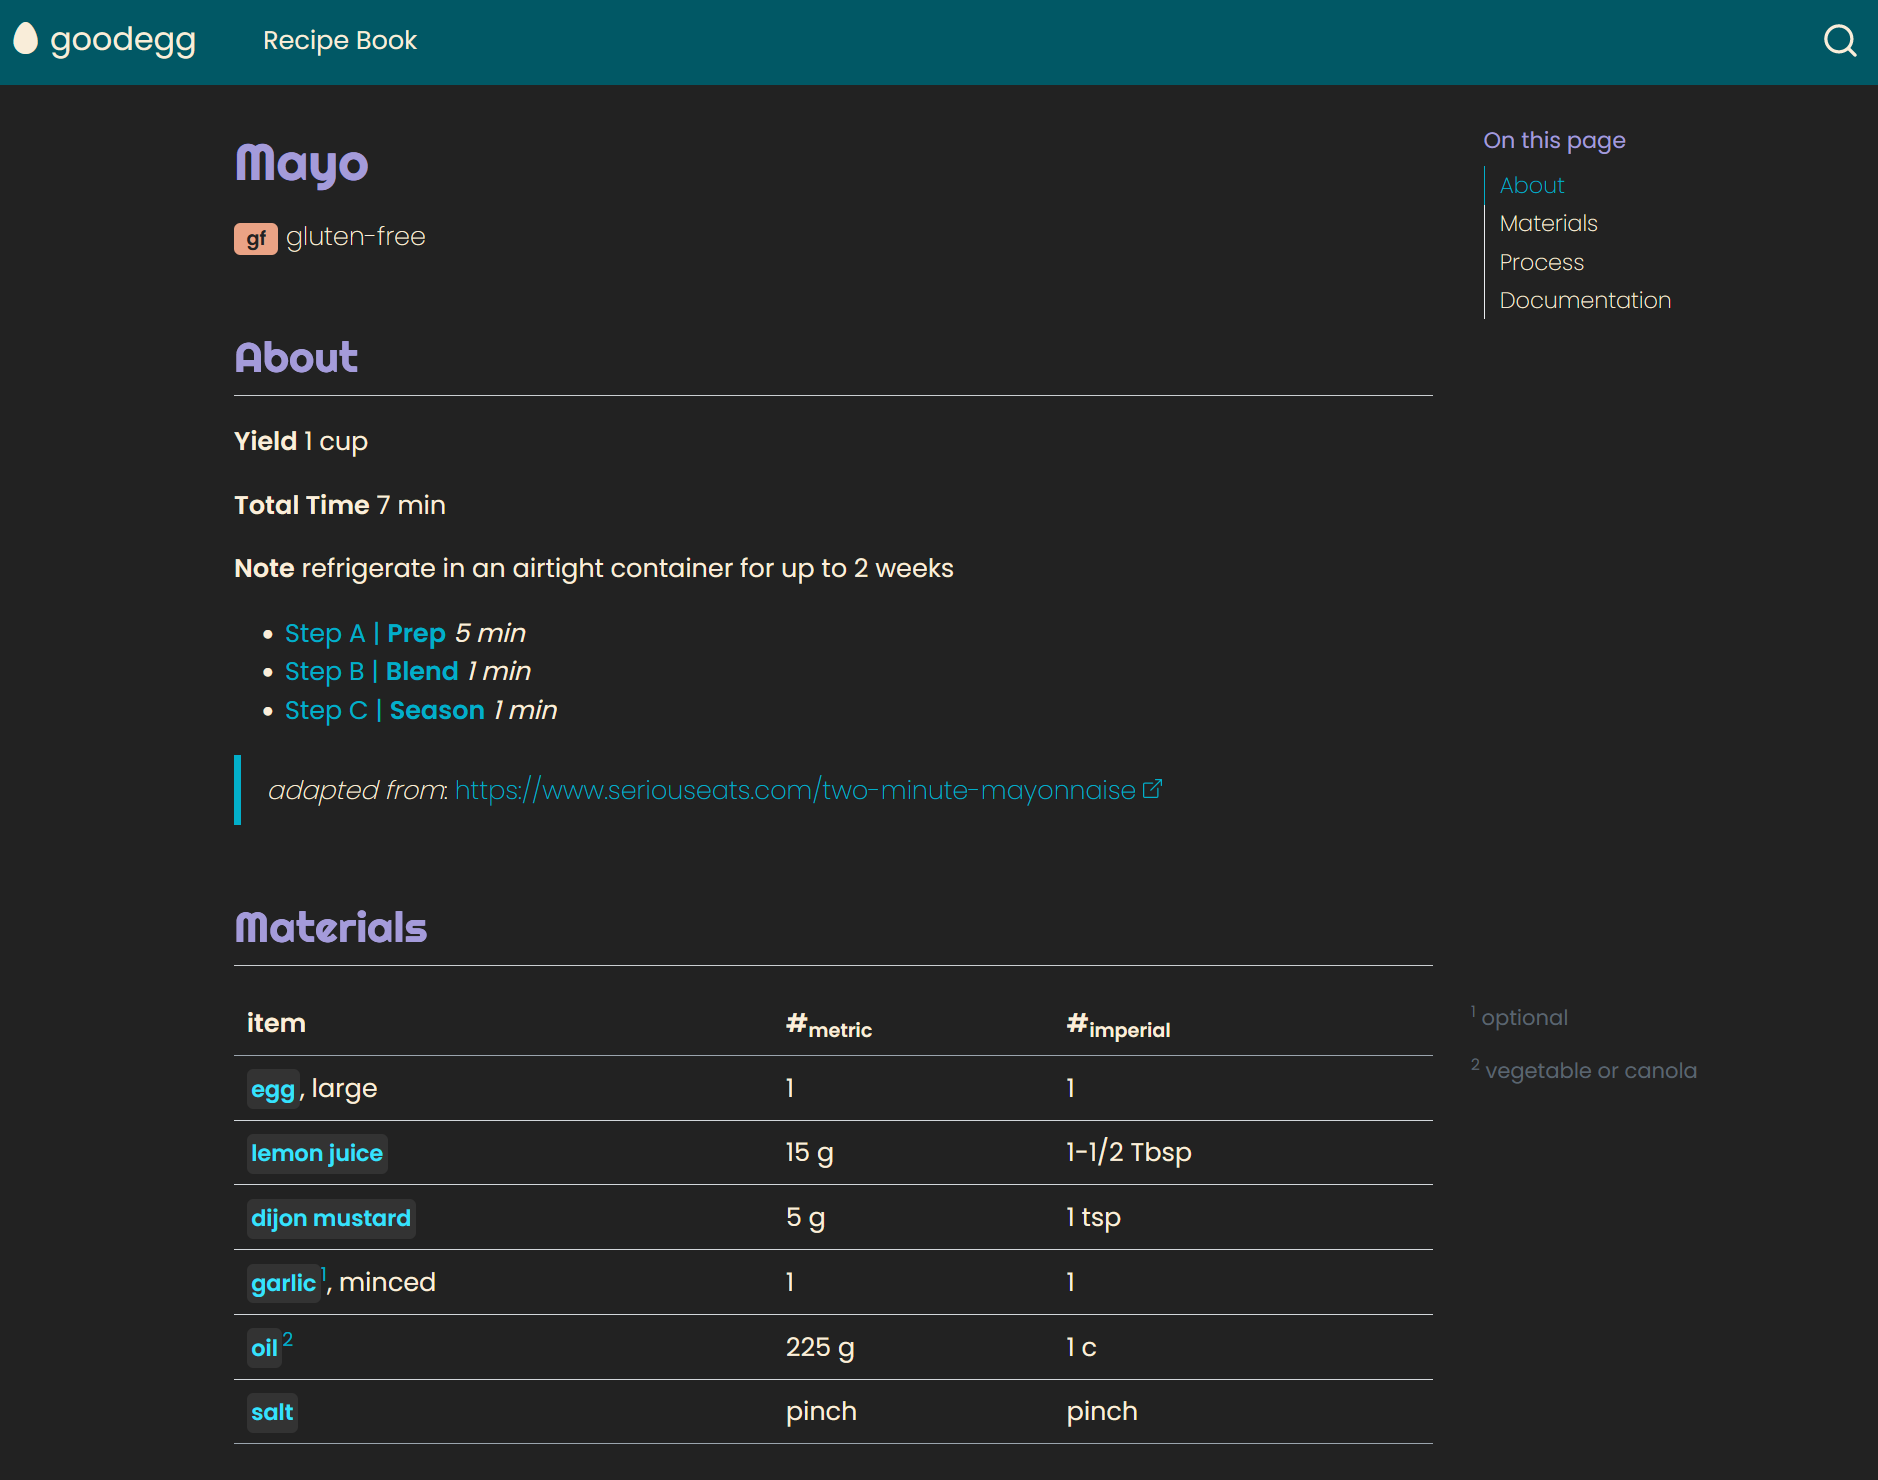 goodegg Recipe Book
Mayo
gf gluten-free
On this page
About
Materials
Process
Documentation
About
Yield 1 cup
Total Time 7 min
Note refrigerate in an airtight container for up to 2 weeks
Step A | Prep 5 min
Step B | Blend 1 min
Step C | Season 1 min
adapted from: https://www.seriouseats.com/two-minute-mayonnaise
Materials
item #metric #imperial
egg, large 1 1
lemon juice 15 g 1-1/2 Tbsp
dijon mustard 5 g 1 tsp
garlic1, minced 1 1
oil2 225 g 1 c
salt pinch pinch
1 optional
2 vegetable or canola